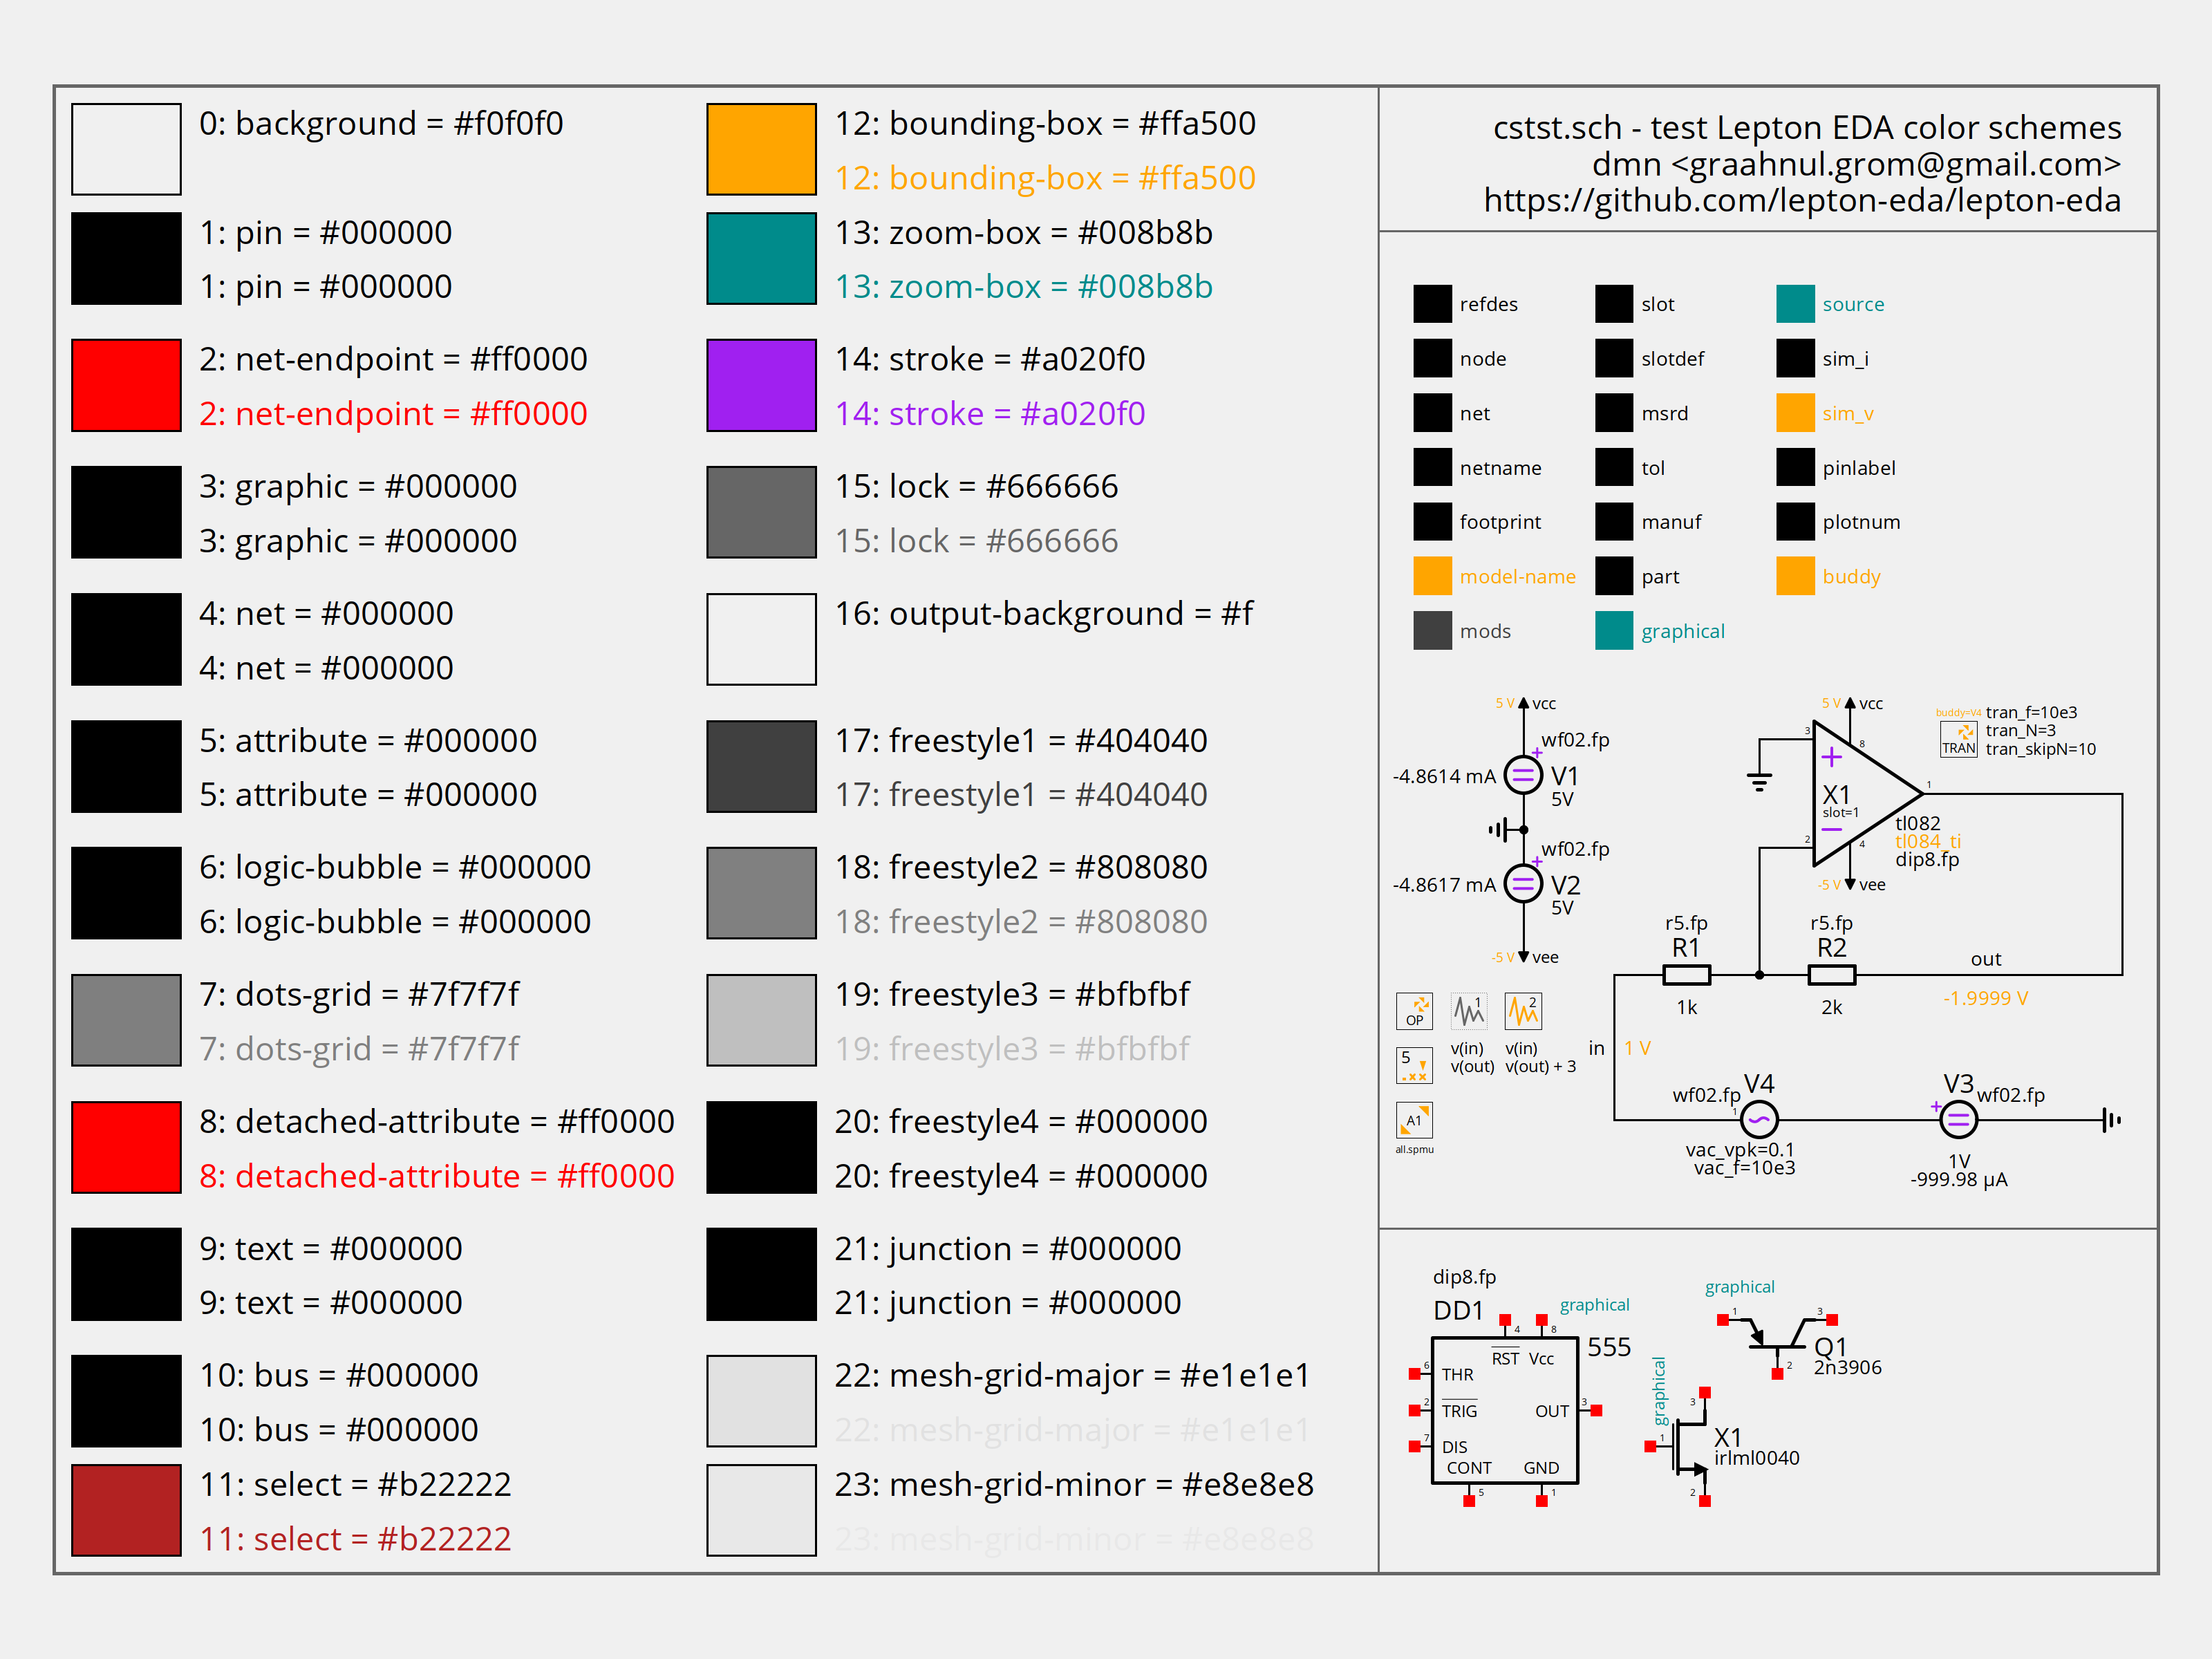 0: background = #f0f0f0
1: pin = #000000
1: pin = #000000
2: net-endpoint = #ff0000
2: net-endpoint = #ff0000
3: graphic = #000000
3: graphic = #000000
4: net = #000000
4: net = #000000
5: attribute = #000000
5: attribute = #000000
6: logic-bubble = #000000
6: logic-bubble = #000000
7: dots-grid = #7f7f7f
7: dots-grid = #7f7f7f
8: detached-attribute = #ff0000
8: detached-attribute = #ff0000
9: text = #000000
9: text = #000000
10: bus = #000000
10: bus = #000000
11: select = #b22222
11: select = #b22222
12: bounding-box = #ffa500
12: bounding-box = #ffa500
13: zoom-box = #008b8b
13: zoom-box = #008b8b
14: stroke = #a020f0
14: stroke = #a020f0
15: lock = #666666
15: lock = #666666
16: output-background = #f
17: freestyle1 = #404040
17: freestyle1 = #404040
18: freestyle2 = #808080
18: freestyle2 = #808080
19: freestyle3 = #bfbfbf
19: freestyle3 = #bfbfbf
20: freestyle4 = #000000
20: freestyle4 = #000000
21: junction = #000000
21: junction = #000000
22: mesh-grid-major = #e1e1e1
22: mesh-grid-major = #e1e1e1
23: mesh-grid-minor = #e8e8e8
23: mesh-grid-minor = #e8e8e8
cstst.sch - test Lepton EDA color schemes
dmn <graahnul.grom@gmail.com>
https://github.com/lepton-eda/lepton-eda
refdes
node
net
netname
footprint
model-name
mods
slot
slotdef
msrd
tol
manuf
part
graphical
source
sim_i
sim_v
pinlabel
plotnum
buddy
5 V vcc
wf02.fp
+
-4.8614 mA
V1
5V
wf02.fp
+
-4.8617 mA
V2
5V
-5 V vee
5 V vcc
3
8
+
X1
slot=1
1
2
4
tl082
tl084_ti
dip8.fp
-5 V vee
buddy=V4
TRAN
tran_f=10e3
tran_N=3
tran_skipN=10
r5.fp
R1
1k
r5.fp
R2
2k
out
-1.9999 V
OP
1
2
v(in)
v(out)
v(in)
v(out) + 3
5
A1
all.spmu
in
1 V
V4
wf02.fp
1
vac_vpk=0.1
vac_f=10e3
V3
+
wf02.fp
1V
-999.98 µA
dip8.fp
DD1
graphical
4
8
555
RST Vcc
6
THR
2
TRIG
OUT
3
7
DIS
CONT
GND
5
1
graphical
1
3
Q1
2
2n3906
graphical
3
1
X1
irlml0040
2